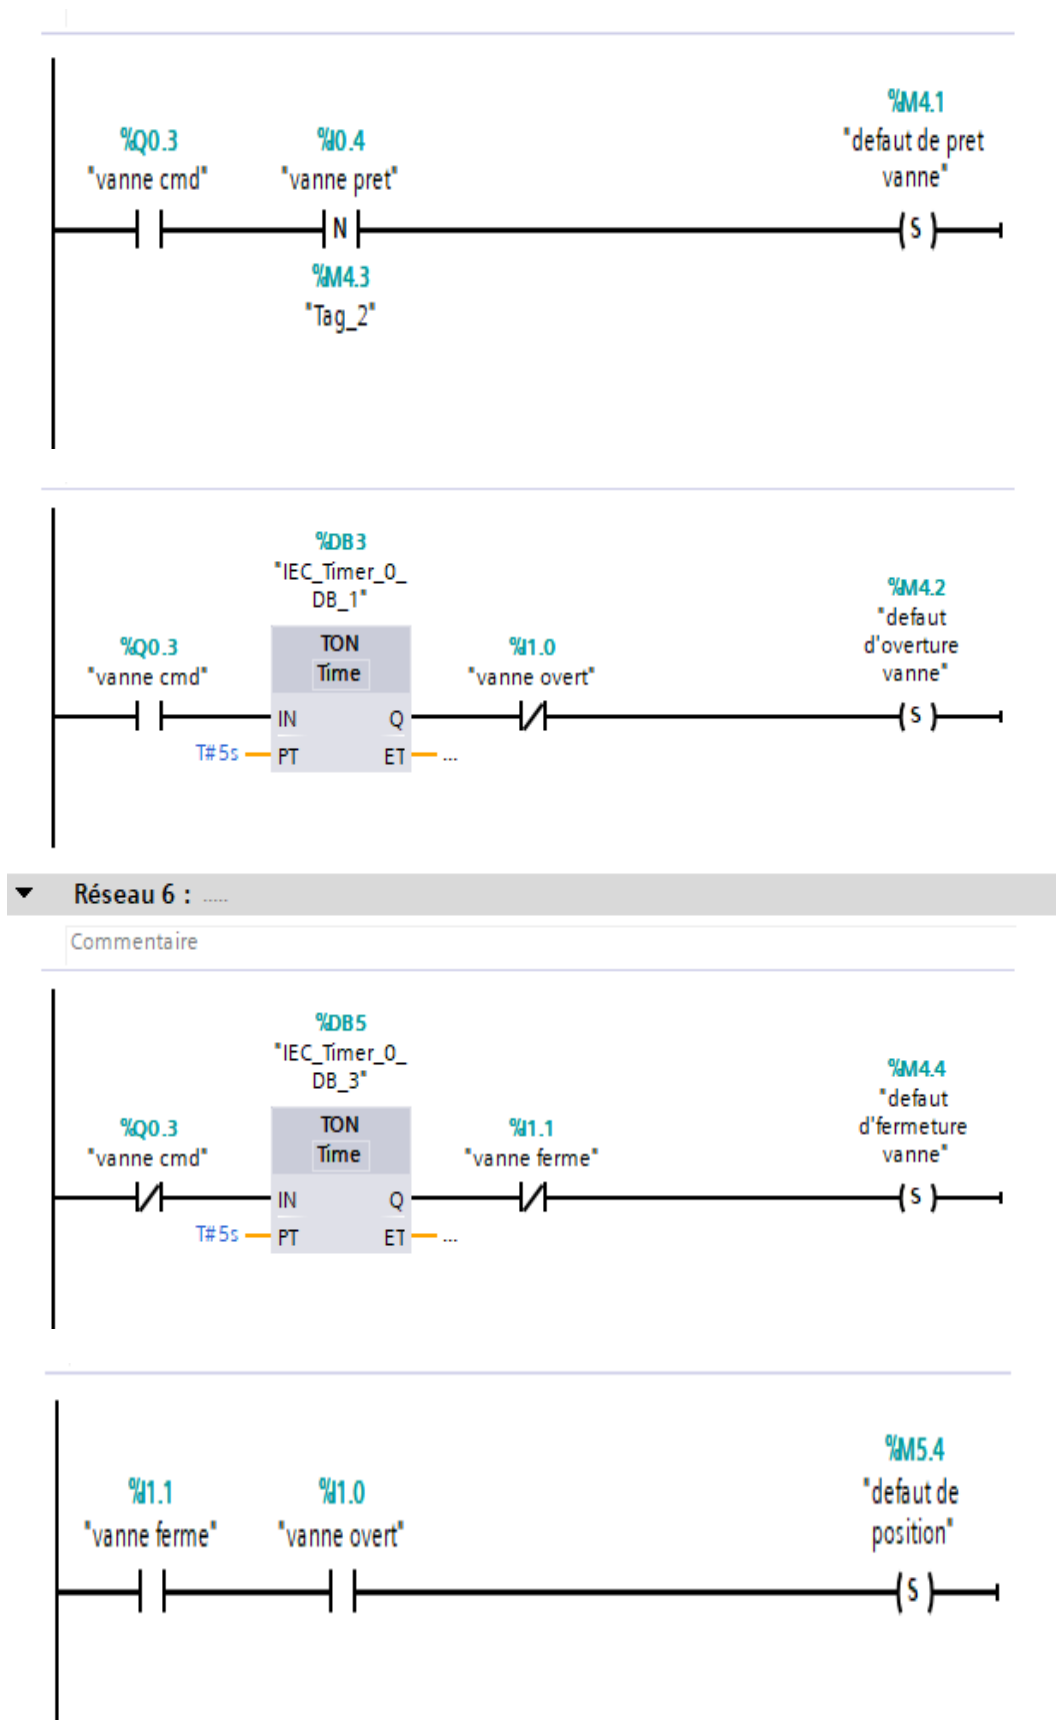 %M4.1
"defaut de pret
vanne"
%Q0.3
"vanne cmd"
%I0.4
"vanne pret"
N
S
%M4.3
"Tag_2"
%DB3
"IEC_Timer_0_
DB_1"
%M4.2
"defaut
d'overture
vanne"
%Q0.3
"vanne cmd"
TON
Time
%I1.0
"vanne overt"
IN Q
S
T#5s PT ET ...
Réseau 6 : .....
Commentaire
%DB5
"IEC_Timer_0_
DB_3"
%M4.4
"defaut
d'fermeture
vanne"
%Q0.3
"vanne cmd"
TON
Time
%I1.1
"vanne ferme"
IN Q
S
T#5s PT ET ...
%M5.4
"defaut de
position"
%I1.1
"vanne ferme"
%I1.0
"vanne overt"
S